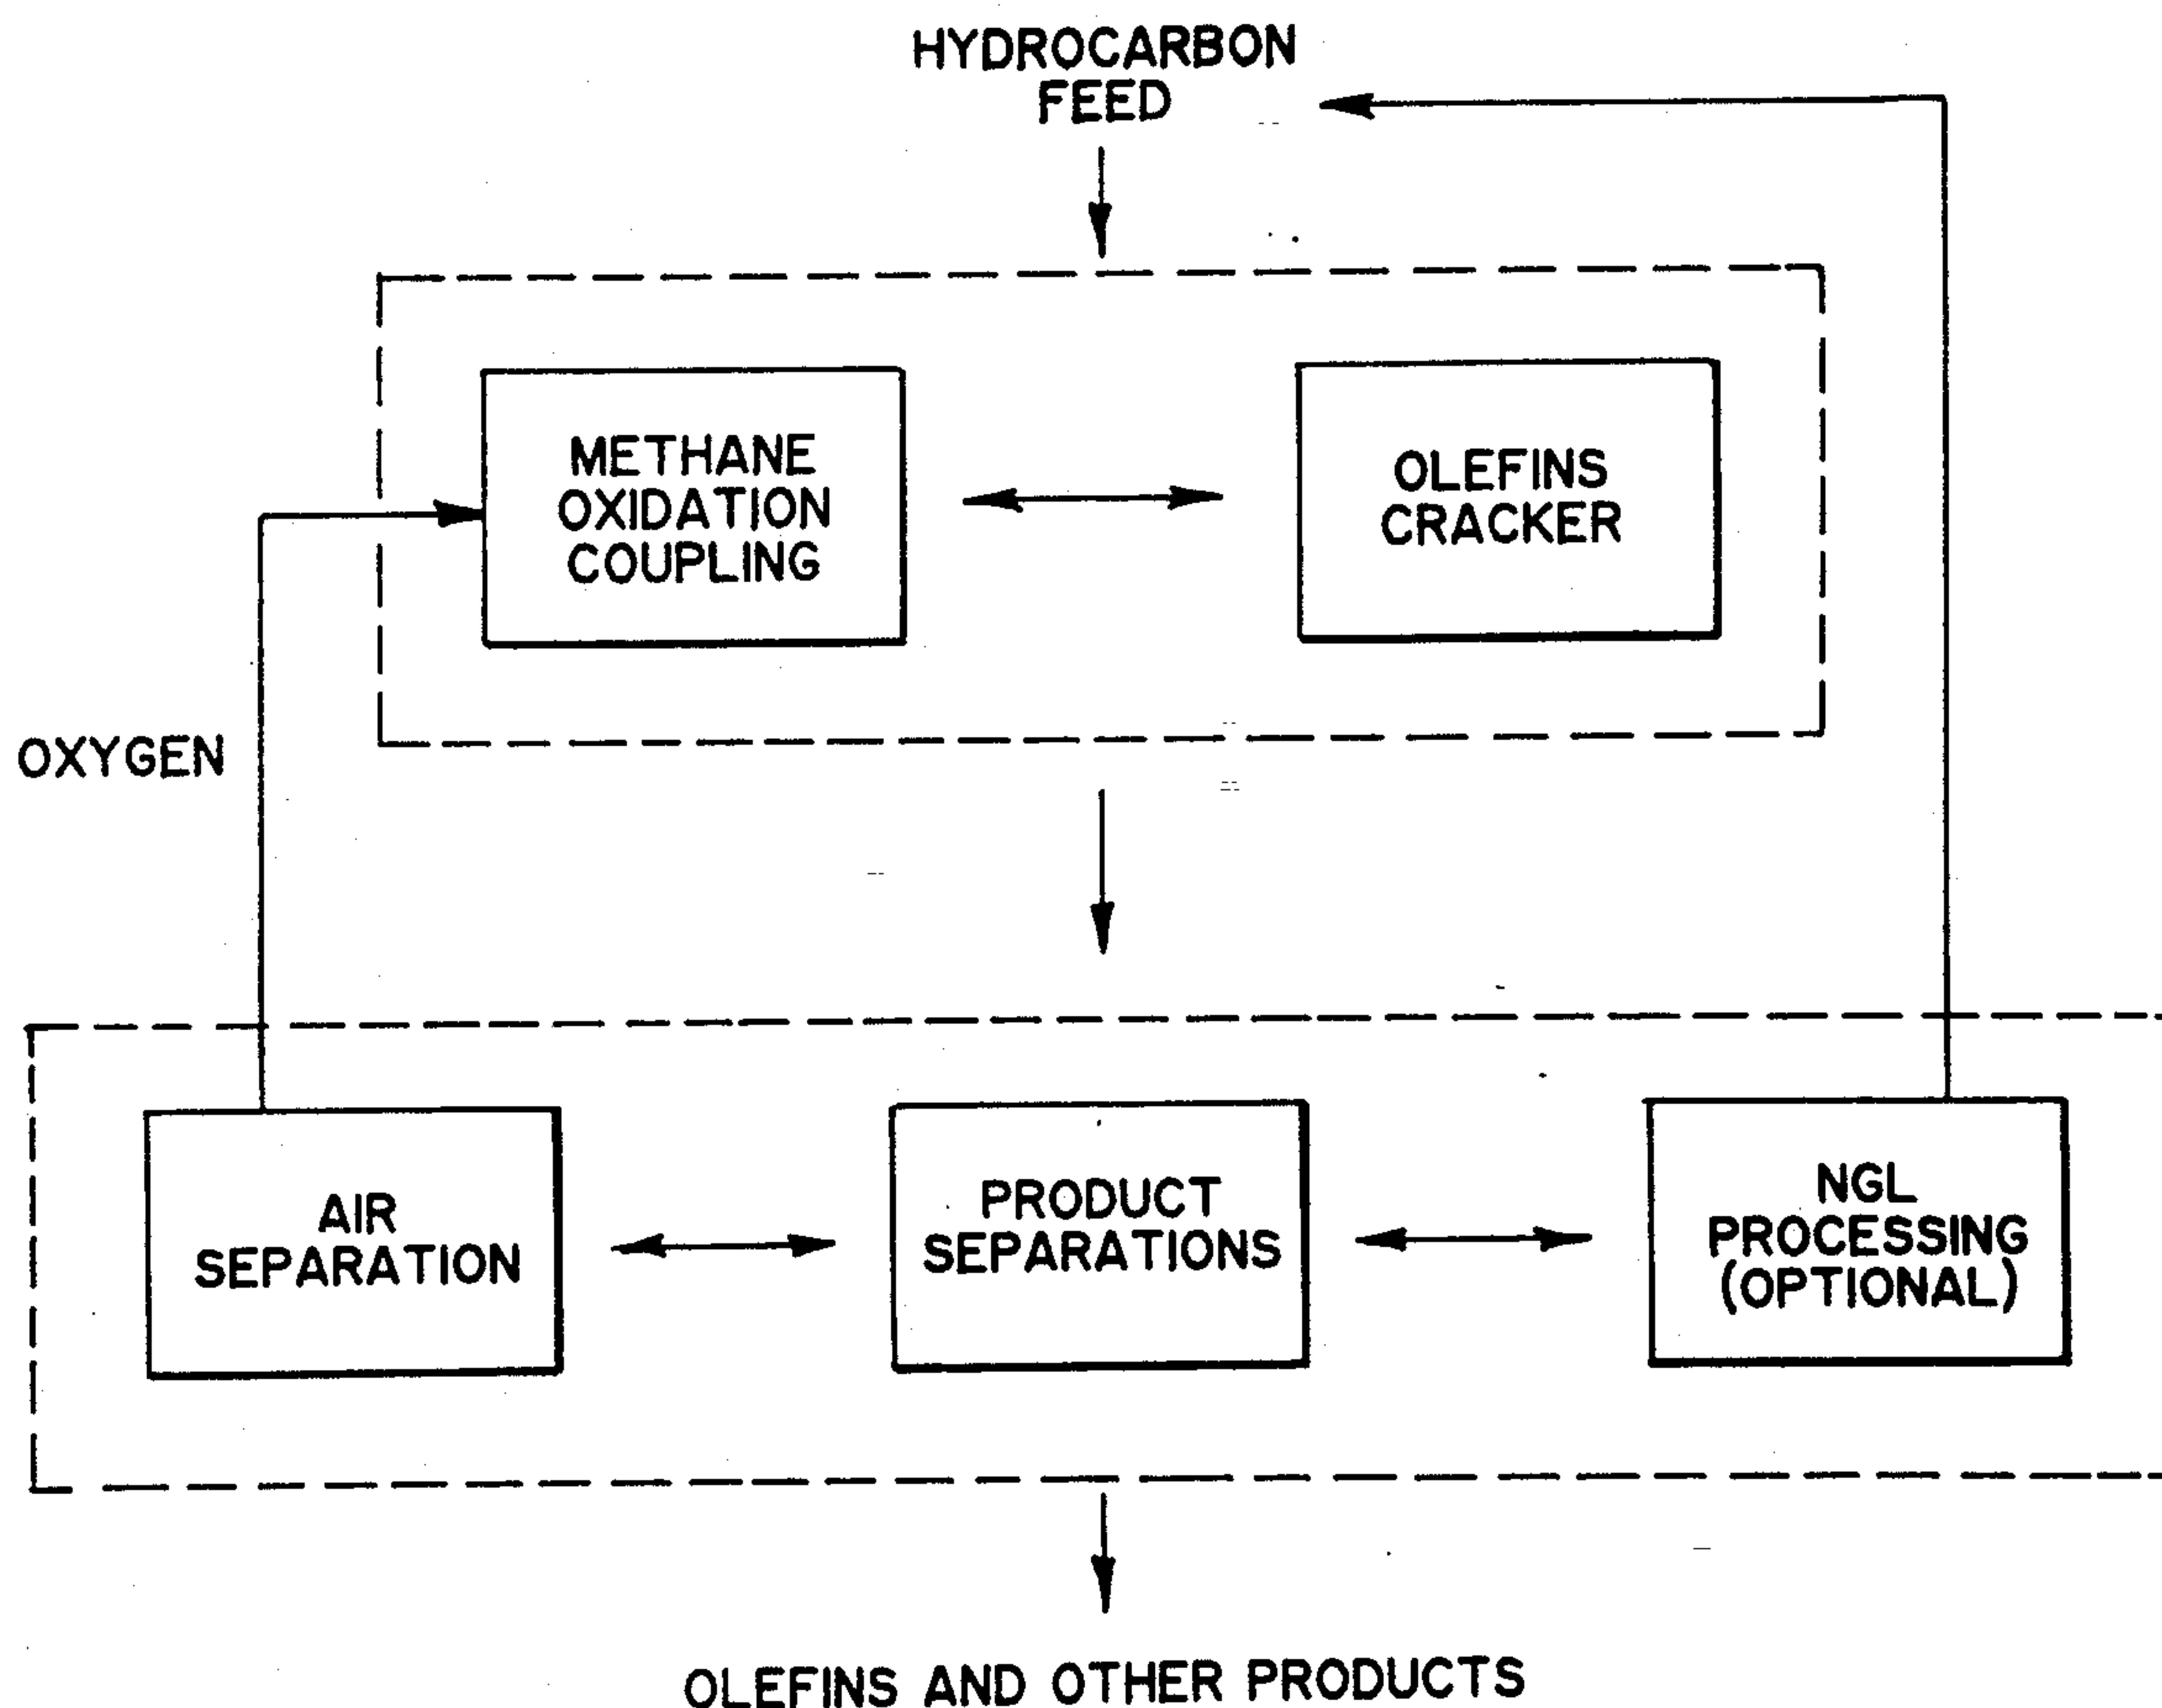 HYDROCARBON
FEED
METHANE
OXIDATION
COUPLING
OLEFINS
CRACKER
OXYGEN
AIR
SEPARATION
PRODUCT
SEPARATIONS
NGL
PROCESSING
(OPTIONAL)
OLEFINS AND OTHER PRODUCTS